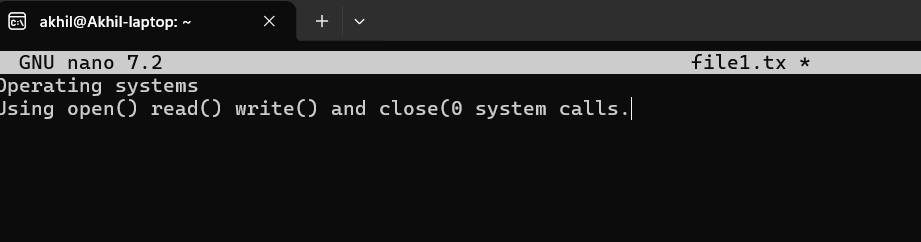 akhil@Akhil-laptop: ~
GNU nano 7.2 file1.tx *
Operating systems
Using open() read() write() and close(0 system calls.